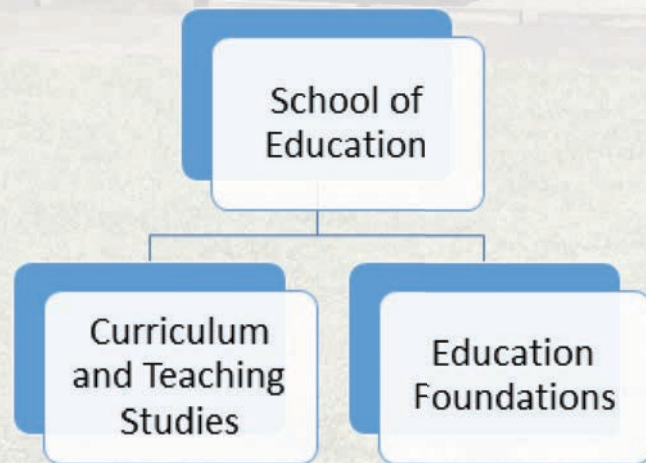 School of
Education
Curriculum
and Teaching
Studies
Education
Foundations